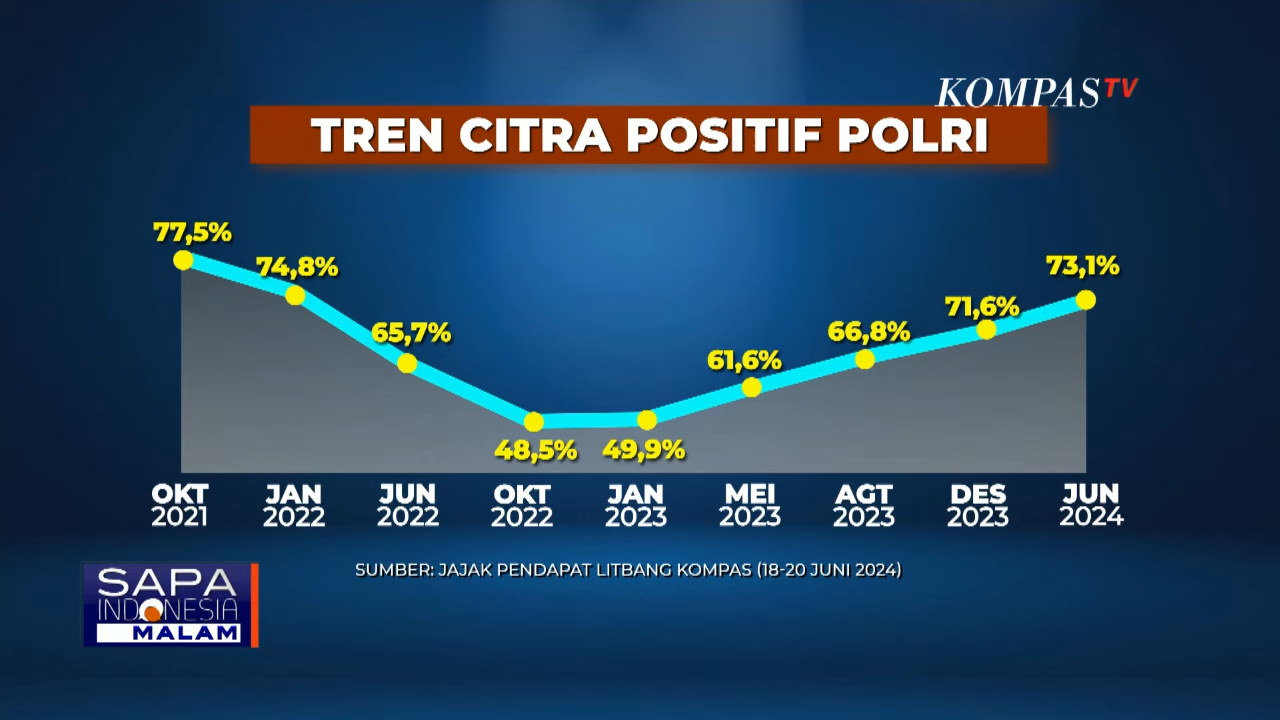 KOMPAS TV
TREN CITRA POSITIF POLRI
77,5%
74,8%
65,7%
48,5%
49,9%
61,6%
66,8%
71,6%
73,1%
OKT 2021
JAN 2022
JUN 2022
OKT 2022
JAN 2023
MEI 2023
AGT 2023
DES 2023
JUN 2024
SUMBER: JAJAK PENDAPAT LITBANG KOMPAS (18-20 JUNI 2024)
SAPA
INDONESIA
MALAM